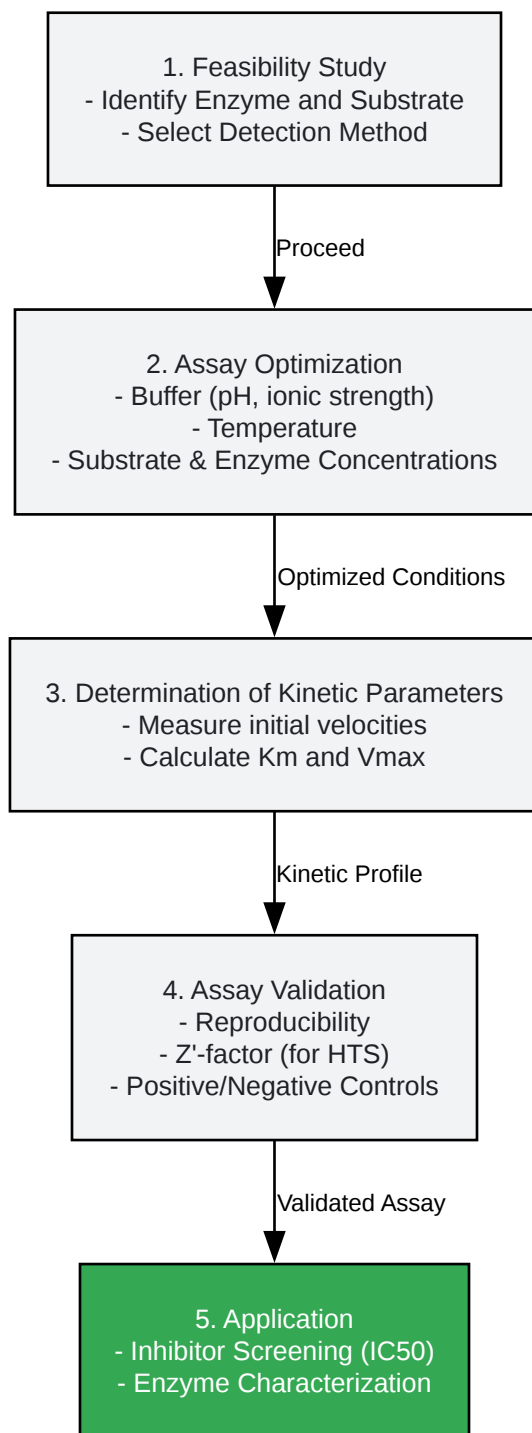 1. Feasibility Study
- Identify Enzyme and Substrate
- Select Detection Method
Proceed
2. Assay Optimization
- Buffer (pH, ionic strength)
- Temperature
- Substrate & Enzyme Concentrations
Optimized Conditions
3. Determination of Kinetic Parameters
- Measure initial velocities
- Calculate Km and Vmax
Kinetic Profile
4. Assay Validation
- Reproducibility
- Z'-factor (for HTS)
- Positive/Negative Controls
Validated Assay
5. Application
- Inhibitor Screening (IC50)
- Enzyme Characterization